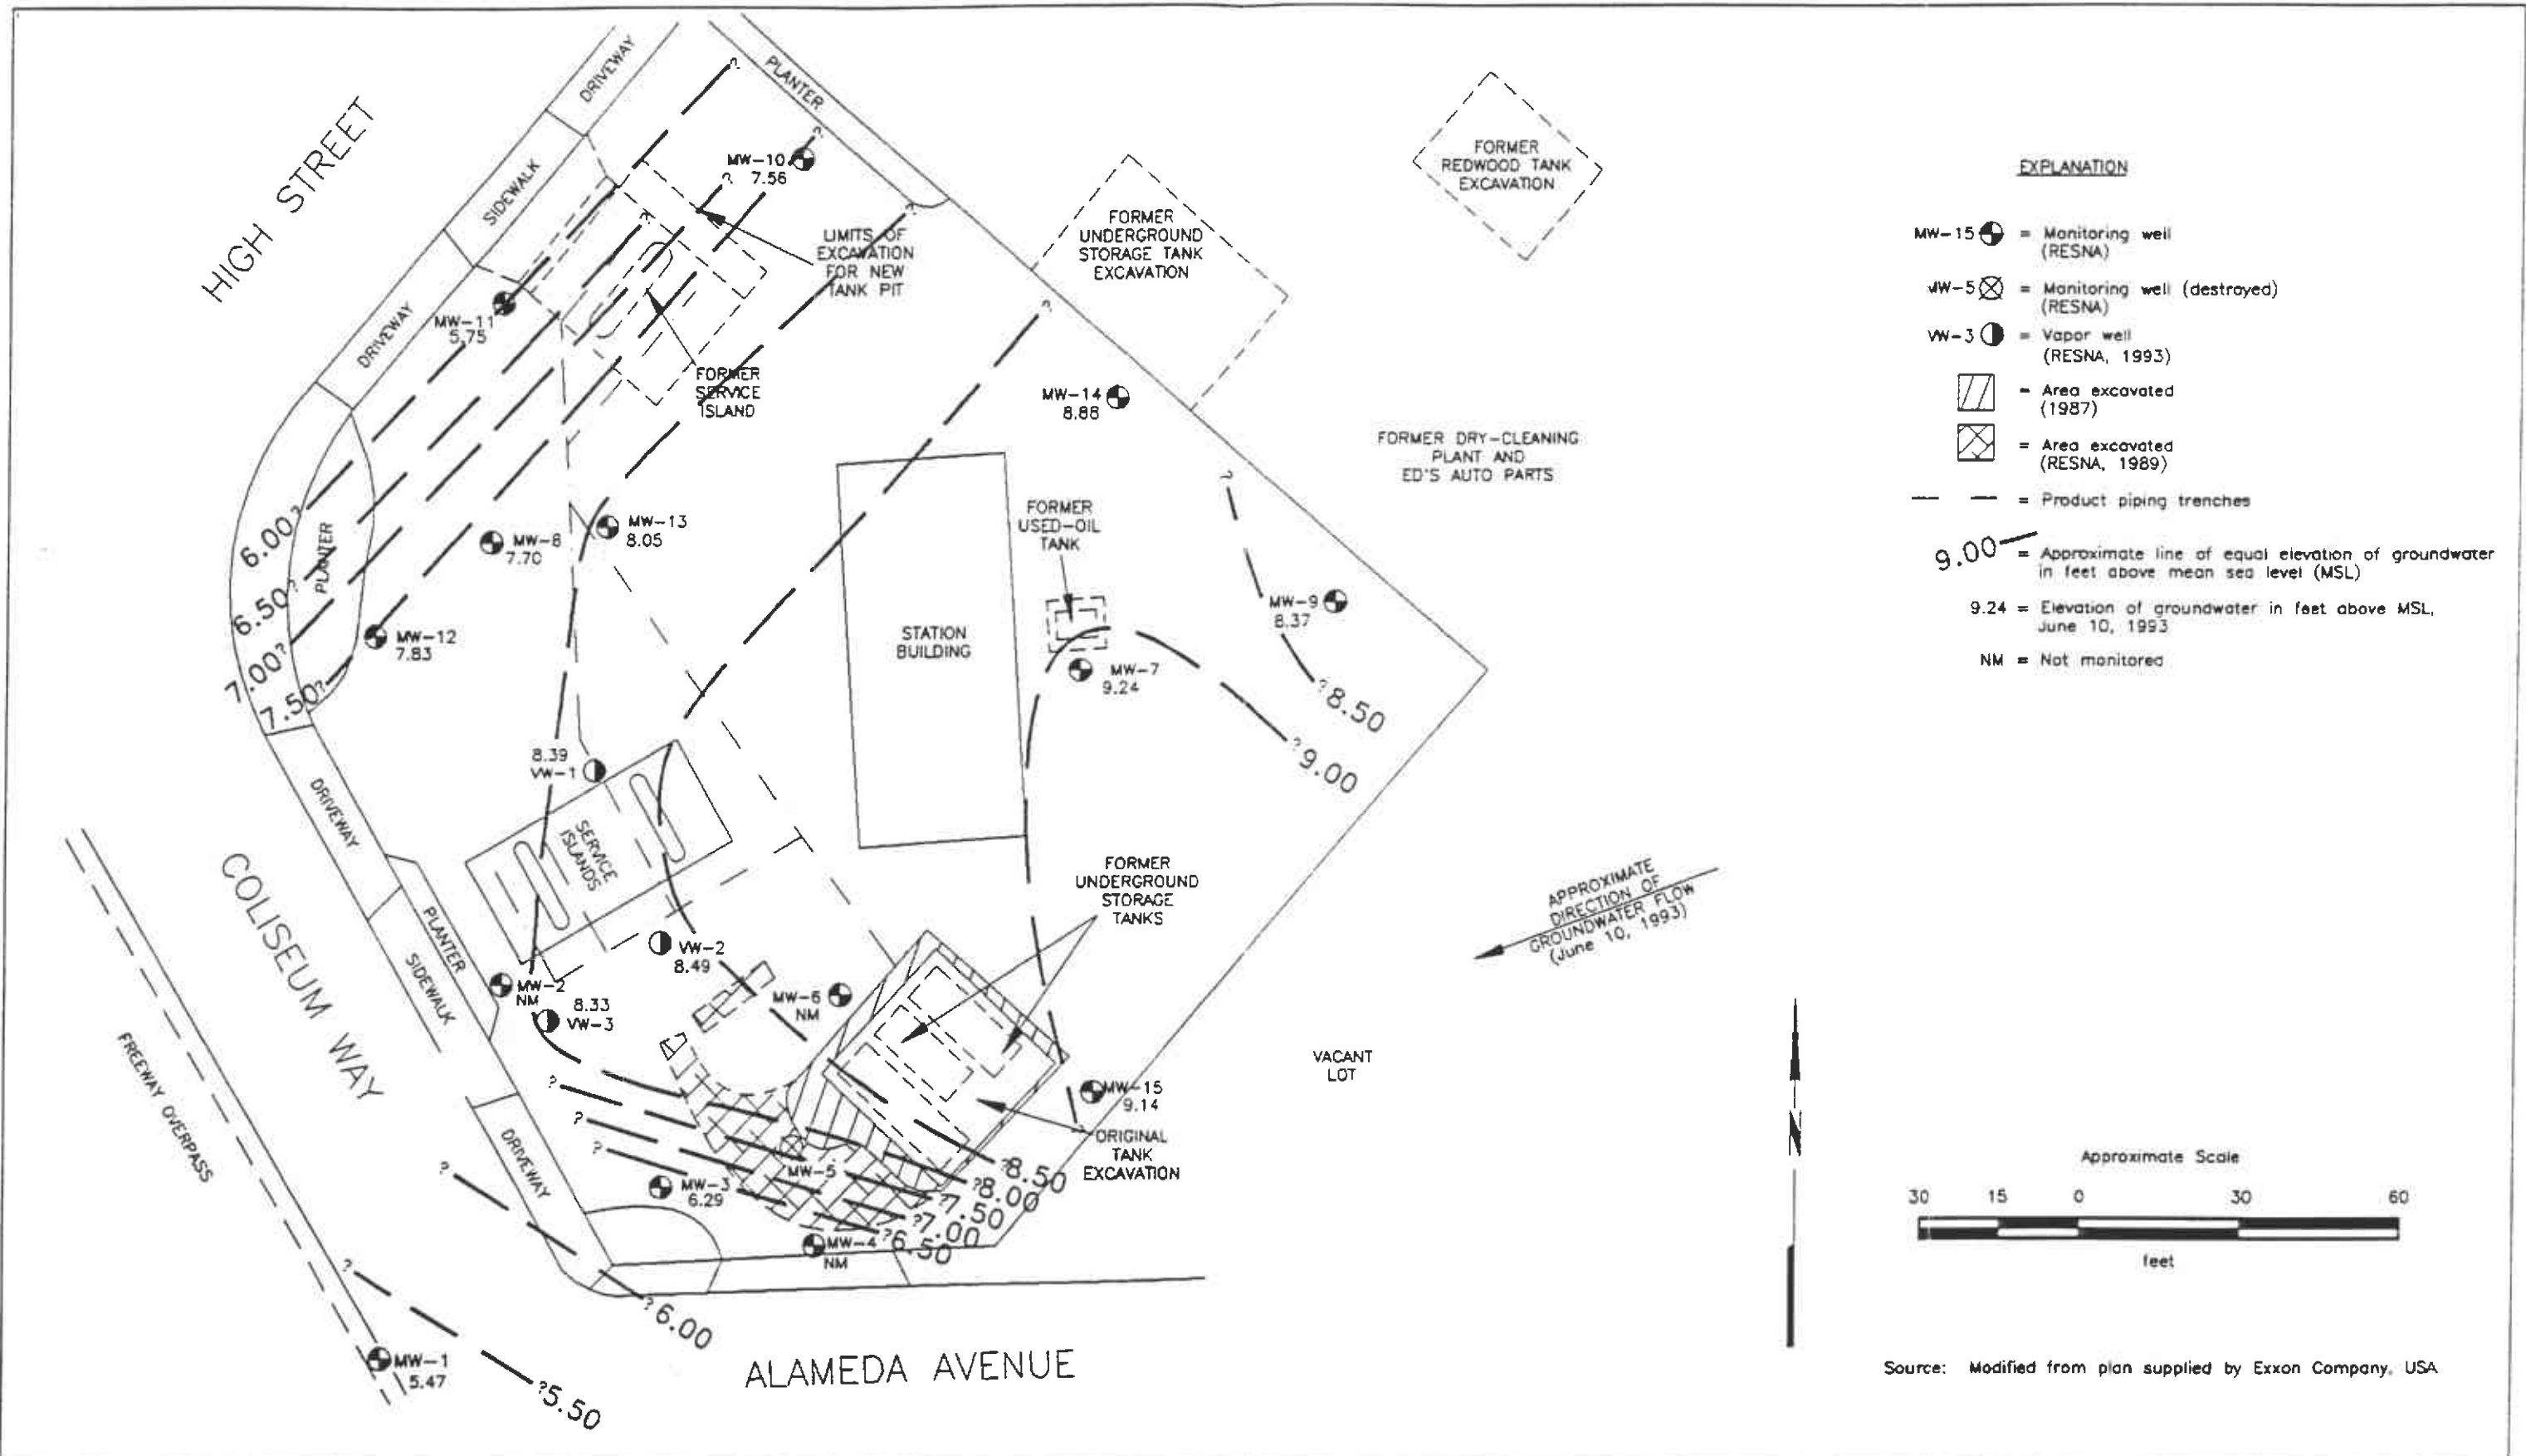 HIGH STREET
DRIVEWAY
SIDEWALK
DRIVEWAY
PLANTER
PLANTER
MW-10
7.56
?
?
?
?
?
?
LIMITS OF
EXCAVATION
FOR NEW
TANK PIT
MW-11
5.75
FORMER
SERVICE
ISLAND
FORMER
UNDERGROUND
STORAGE TANK
EXCAVATION
FORMER
REDWOOD TANK
EXCAVATION
MW-14
8.88
FORMER DRY-CLEANING
PLANT AND
ED'S AUTO PARTS
6.00?
6.50?
7.00?
7.50?
MW-8
7.70
MW-13
8.05
MW-12
7.83
FORMER
USED-OIL
TANK
STATION
BUILDING
MW-7
9.24
?
MW-9
8.37
?8.50
?9.00
8.39
VW-1
SERVICE
ISLANDS
DRIVEWAY
PLANTER
SIDEWALK
DRIVEWAY
COLISEUM WAY
FREEWAY OVERPASS
VW-2
8.49
MW-2
NM
8.33
VW-3
MW-6
NM
FORMER
UNDERGROUND
STORAGE
TANKS
MW-15
9.14
?
ORIGINAL
TANK
EXCAVATION
VACANT
LOT
APPROXIMATE
DIRECTION OF
GROUNDWATER FLOW
(June 10, 1993)
?
?
?
?
?
MW-5
MW-3
6.29
MW-4
NM
?8.50
?8.00
?7.50
?7.00
?6.50
?6.00
?5.50
MW-1
5.47
ALAMEDA AVENUE
EXPLANATION
MW-15 = Monitoring well
(RESNA)
MW-5 = Monitoring well (destroyed)
(RESNA)
VW-3 = Vapor well
(RESNA, 1993)
= Area excavated
(1987)
= Area excavated
(RESNA, 1989)
= Product piping trenches
9.00 = Approximate line of equal elevation of groundwater
in feet above mean sea level (MSL)
9.24 = Elevation of groundwater in feet above MSL,
June 10, 1993
NM = Not monitored
N
Approximate Scale
30 15 0 30 60
feet
Source: Modified from plan supplied by Exxon Company, USA